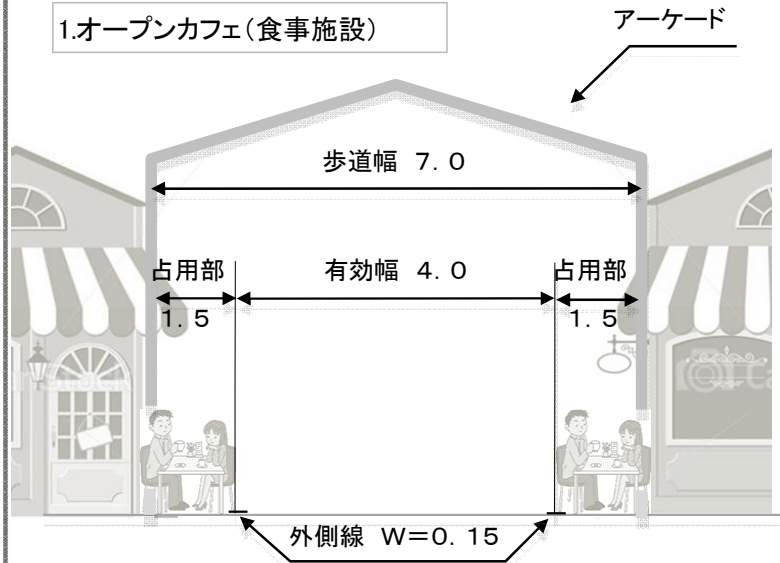 1.オープンカフェ(食事施設)
アーケード
歩道幅 7.0
占用部
有効幅 4.0
占用部
1.5
1.5
外側線 W=0.15